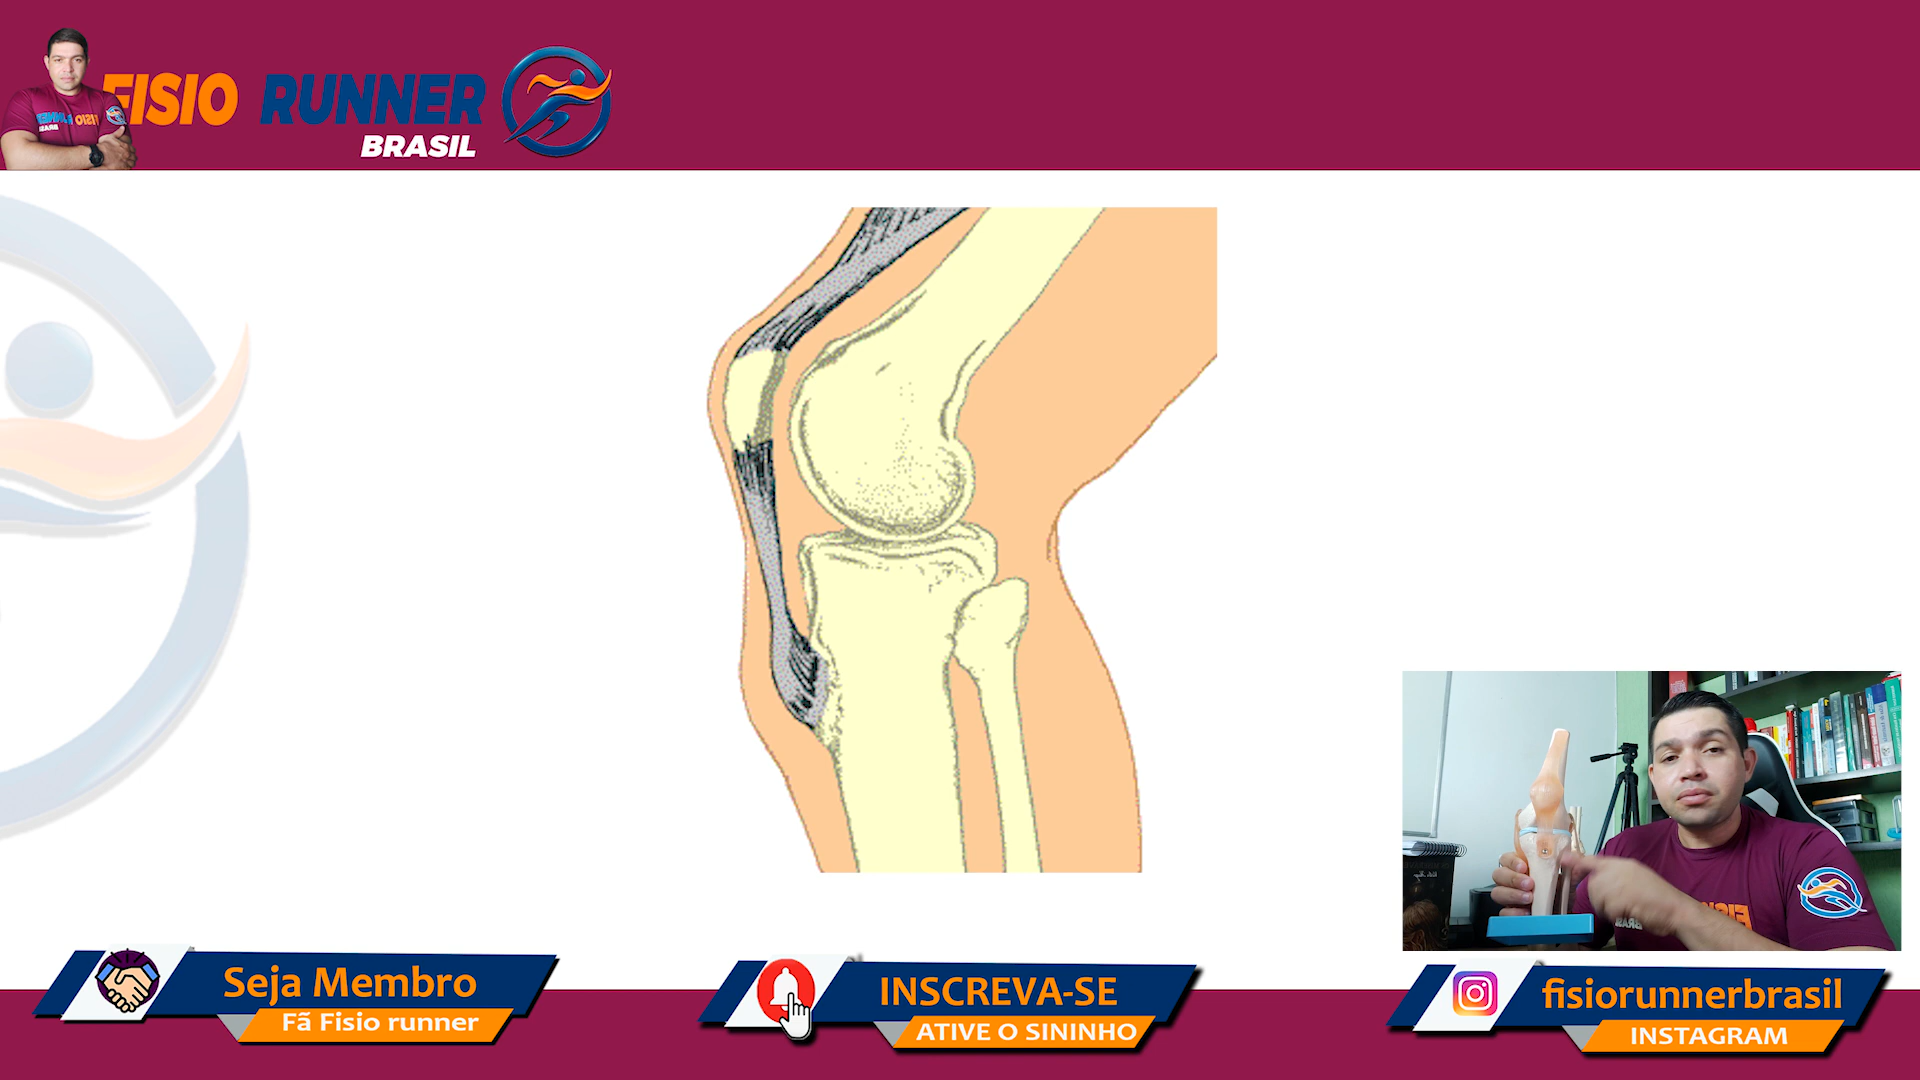 FISIO RUNNER
BRASIL
Seja Membro
Fã Fisio runner
INSCREVA-SE
ATIVE O SININHO
fisiorunnerbrasil
INSTAGRAM